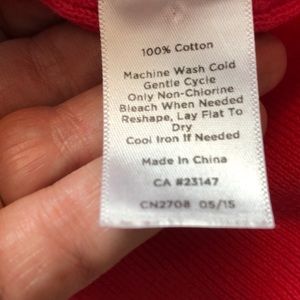 100% Cotton
Machine Wash Cold
Gentle Cycle
Only Non-Chlorine
Bleach When Needed
Reshape, Lay Flat To
Dry
Cool Iron If Needed
Made In China
CA #23147
CN2708 05/15